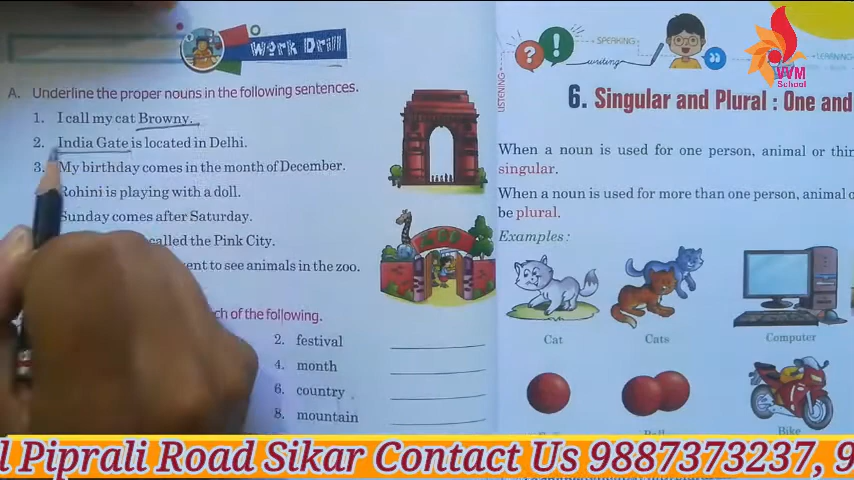 Work Drill
A. Underline the proper nouns in the following sentences.
1. I call my cat Browny.
2. India Gate is located in Delhi.
3. My birthday comes in the month of December.
Rohini is playing with a doll.
Sunday comes after Saturday.
called the Pink City.
to see animals in the zoo.
of the following.
2. festival
4. month
6. country
8. mountain
ZOO
LISTENING
SPEAKING
writing
LEARNING
VVM
School
6. Singular and Plural : One and
When a noun is used for one person, animal or
singular.
When a noun is used for more than one person, animal
be plural.
Examples :
Cat Cats Computer
Bike
Piprali Road Sikar Contact Us 9887373237, 9